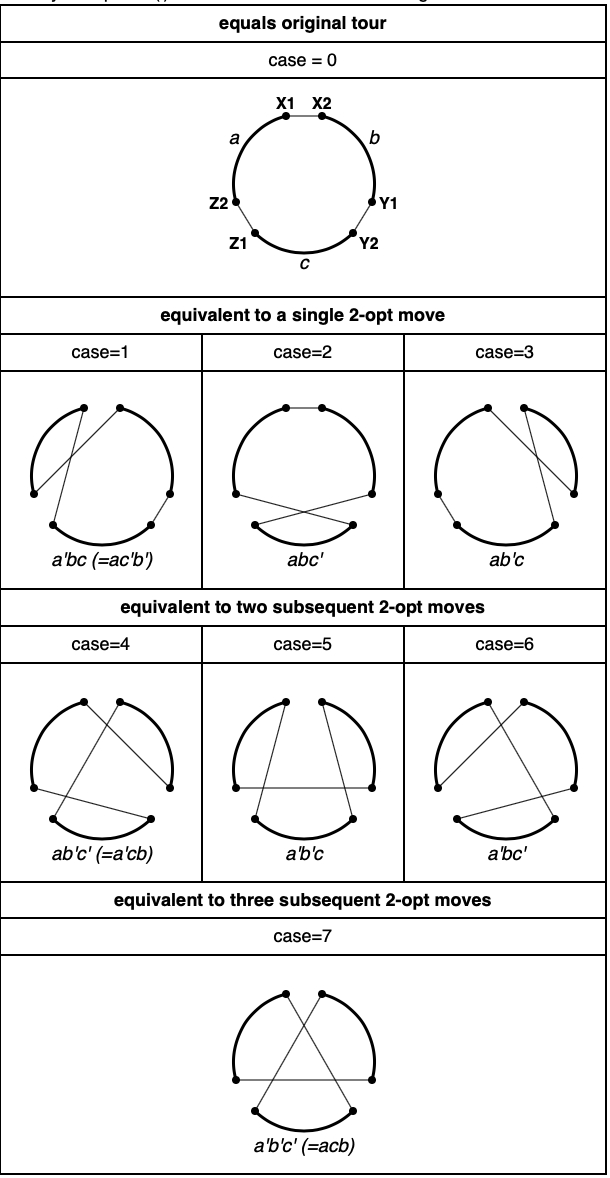 equals original tour
case = 0
X1 X2
a b
Z2 Y1
Z1 Y2
c
equivalent to a single 2-opt move
case=1 case=2 case=3
a'bc (=ac'b') abc' ab'c
equivalent to two subsequent 2-opt moves
case=4 case=5 case=6
ab'c' (=a'cb) a'b'c a'bc'
equivalent to three subsequent 2-opt moves
case=7
a'b'c' (=acb)